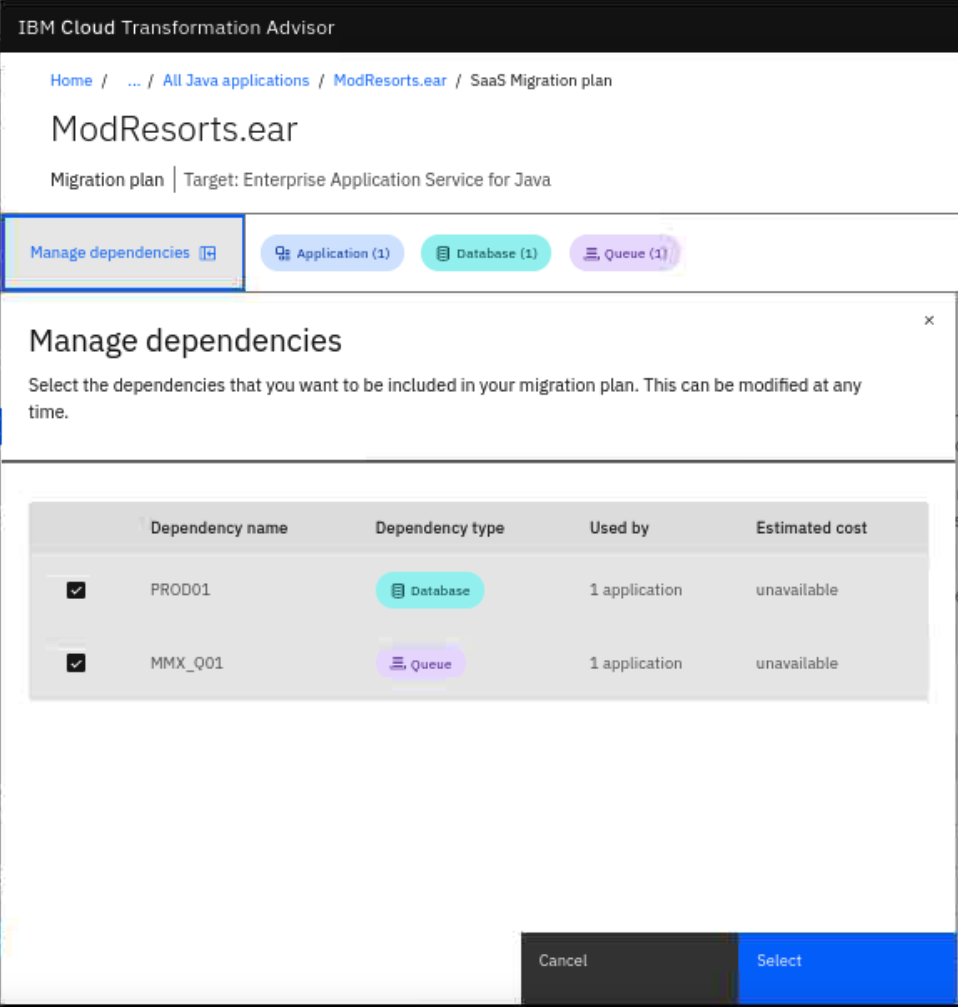 IBM Cloud Transformation Advisor
Home / ... / All Java applications / ModResorts.ear / SaaS Migration plan
ModResorts.ear
Migration plan | Target: Enterprise Application Service for Java
Manage dependencies Application (1) Database (1) Queue (1)
Manage dependencies ×
Select the dependencies that you want to be included in your migration plan. This can be modified at any
time.
Dependency name Dependency type Used by Estimated cost
PROD01 Database 1 application unavailable
MMX_Q01 Queue 1 application unavailable
Cancel Select